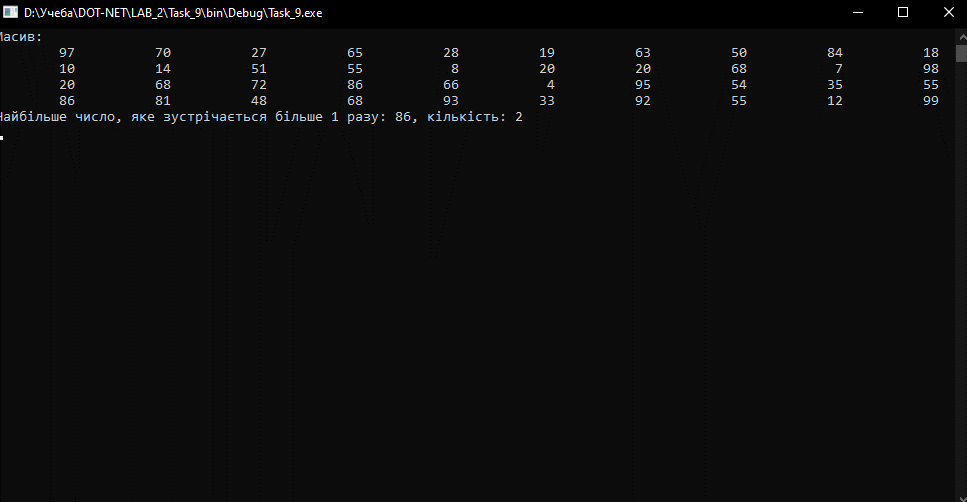 D:\Учеба\DOT-NET\LAB_2\Task_9\bin\Debug\Task_9.exe
Масив:
97 70 27 65 28 19 63 50 84 18
10 14 51 55 8 20 20 68 7 98
20 68 72 86 66 4 95 54 35 55
86 81 48 68 93 33 92 55 12 99
Найбільше число, яке зустрічається більше 1 разу: 86, кількість: 2